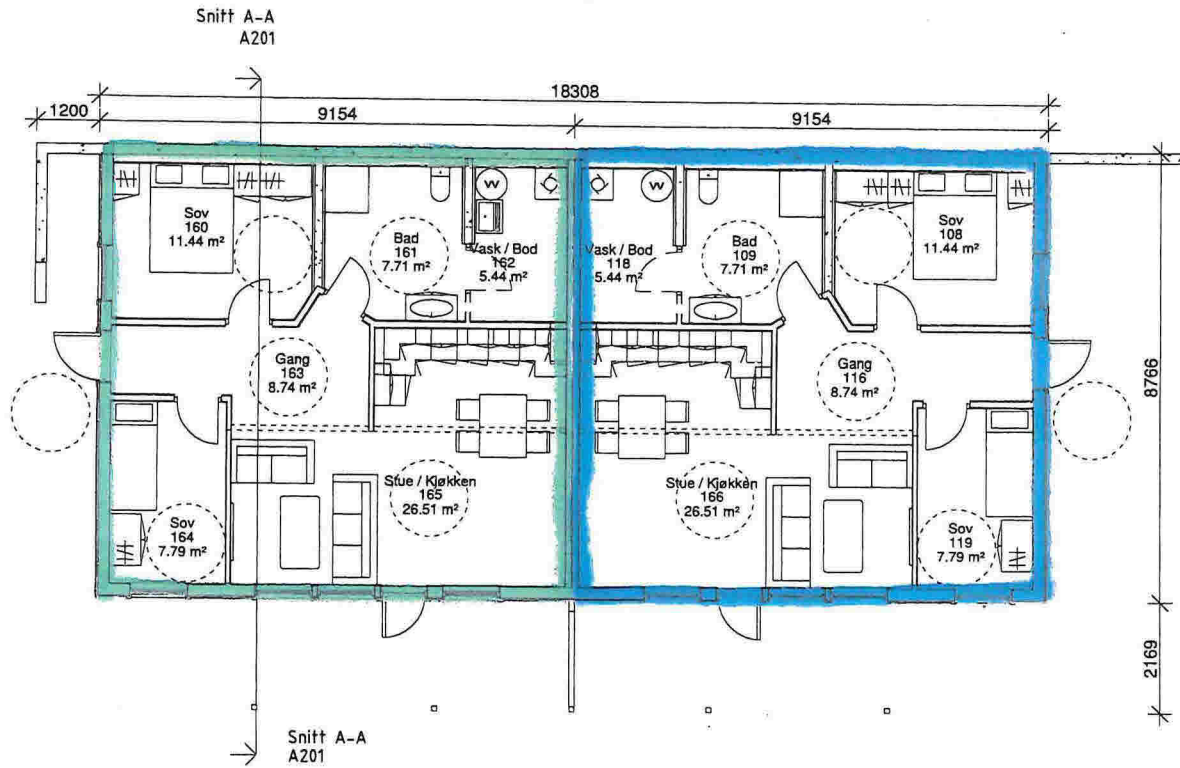 Snitt A-A
A201
18308
1200
9154
9154
Sov
160
11.44 m²
Bad
161
7.71 m²
Vask / Bod
162
5.44 m²
Vask / Bod
118
5.44 m²
Bad
109
7.71 m²
Sov
108
11.44 m²
Gang
163
8.74 m²
Gang
116
8.74 m²
8766
Stue / Kjøkken
165
26.51 m²
Stue / Kjøkken
166
26.51 m²
Sov
164
7.79 m²
Sov
119
7.79 m²
2169
Snitt A-A
A201